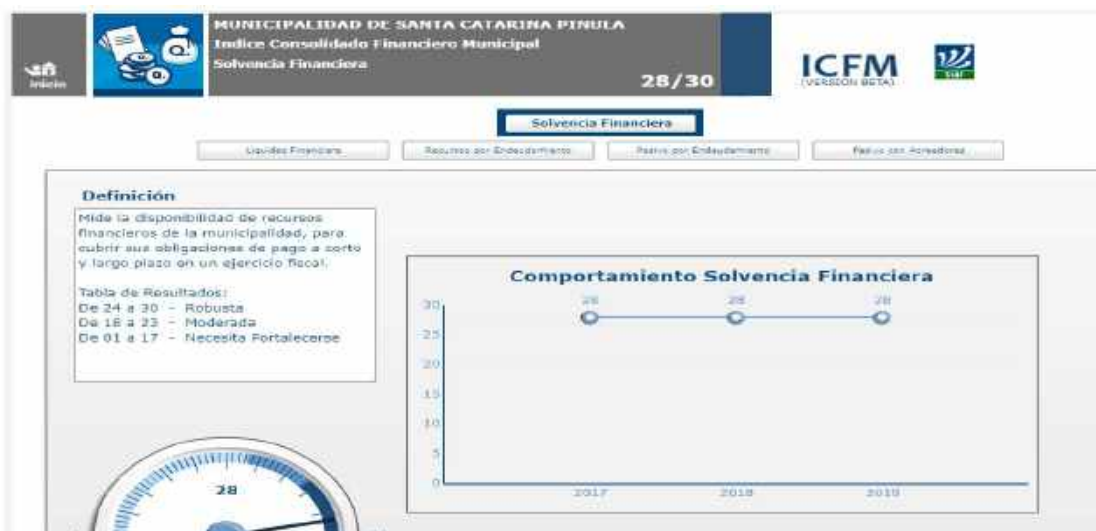 MUNICIPALIDAD DE SANTA CATARINA PINULA
Indice Consolidado Financiero Municipal
Solvencia Financiera
28/30
Inicio
ICFM
(VERSION BETA)
Solvencia Financiera
Liquidez Financiera
Recursos por Endeudamiento
Pasivo por Endeudamiento
Pasivo por Acreedores
Definición
Mide la disponibilidad de recursos
financieros de la municipalidad, para
cubrir sus obligaciones de pago a corto
y largo plazo en un ejercicio fiscal.
Tabla de Resultados:
De 24 a 30 - Robusta
De 18 a 23 - Moderada
De 01 a 17 - Necesita Fortalecerse
Comportamiento Solvencia Financiera
30
28
28
28
25
20
15
10
5
0
2017
2018
2019
28